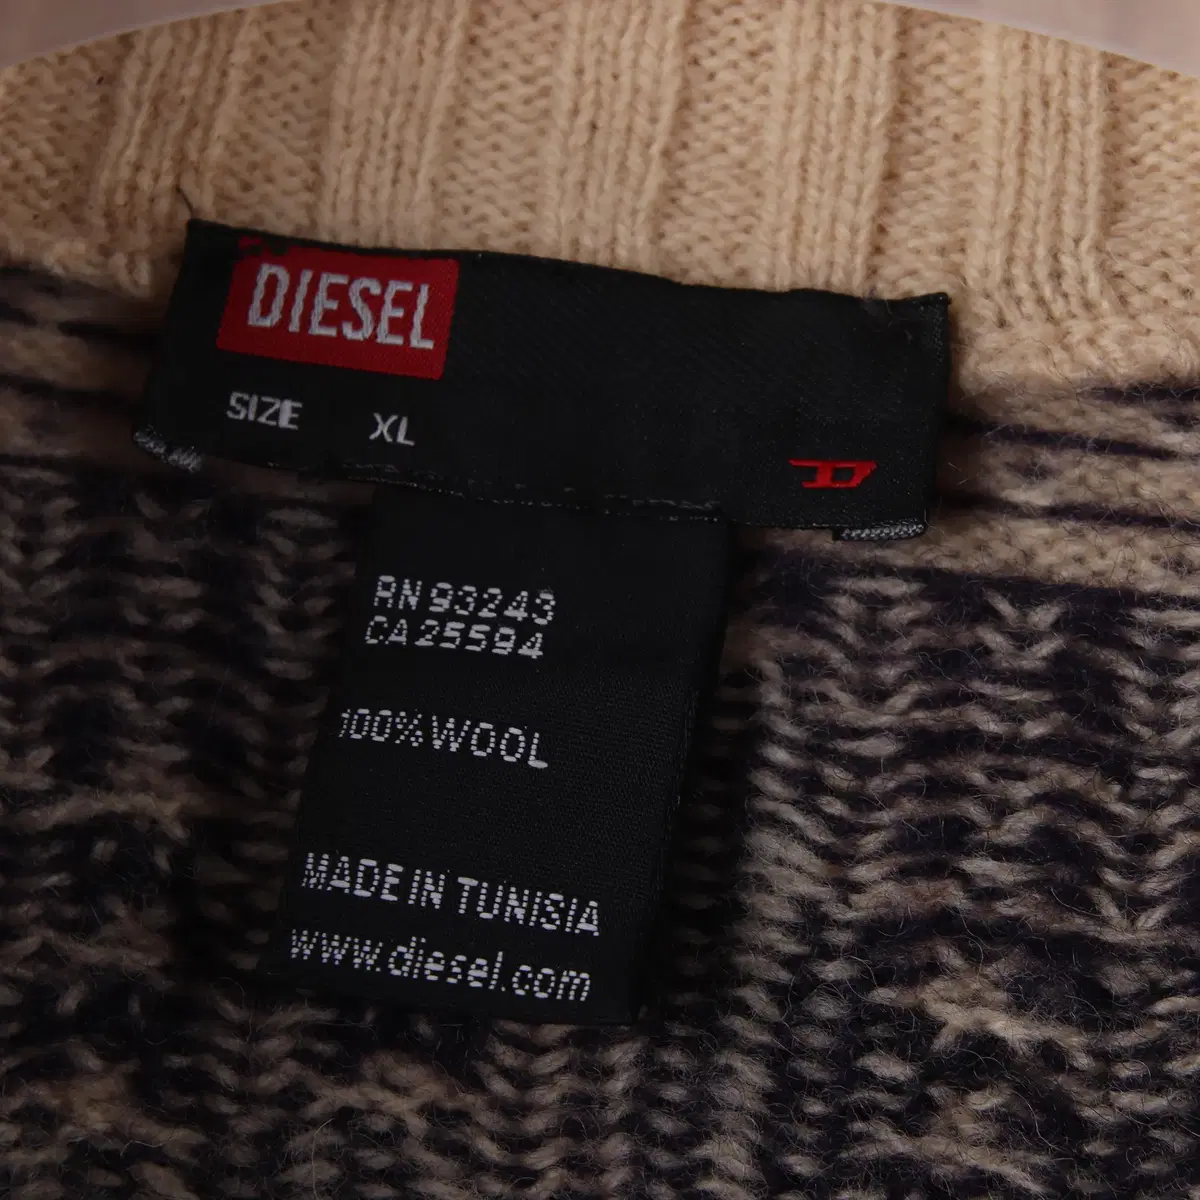 DIESEL
SIZE XL
RN 93243
CA 25594
100% WOOL
MADE IN TUNISIA
www.diesel.com